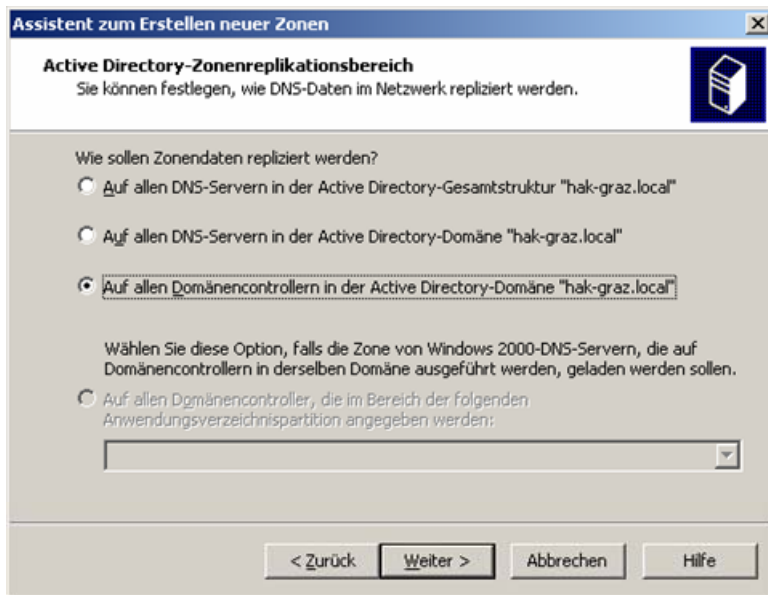 Assistent zum Erstellen neuer Zonen
Active Directory-Zonenreplikationsbereich
Sie können festlegen, wie DNS-Daten im Netzwerk repliziert werden.
Wie sollen Zonendaten repliziert werden?
Auf allen DNS-Servern in der Active Directory-Gesamtstruktur "hak-graz.local"
Auf allen DNS-Servern in der Active Directory-Domäne "hak-graz.local"
Auf allen Domänencontrollern in der Active Directory-Domäne "hak-graz.local"
Wählen Sie diese Option, falls die Zone von Windows 2000-DNS-Servern, die auf
Domänencontrollern in derselben Domäne ausgeführt werden, geladen werden sollen.
Auf allen Domänencontroller, die im Bereich der folgenden
Anwendungsverzeichnispartition angegeben werden:
< Zurück Weiter > Abbrechen Hilfe